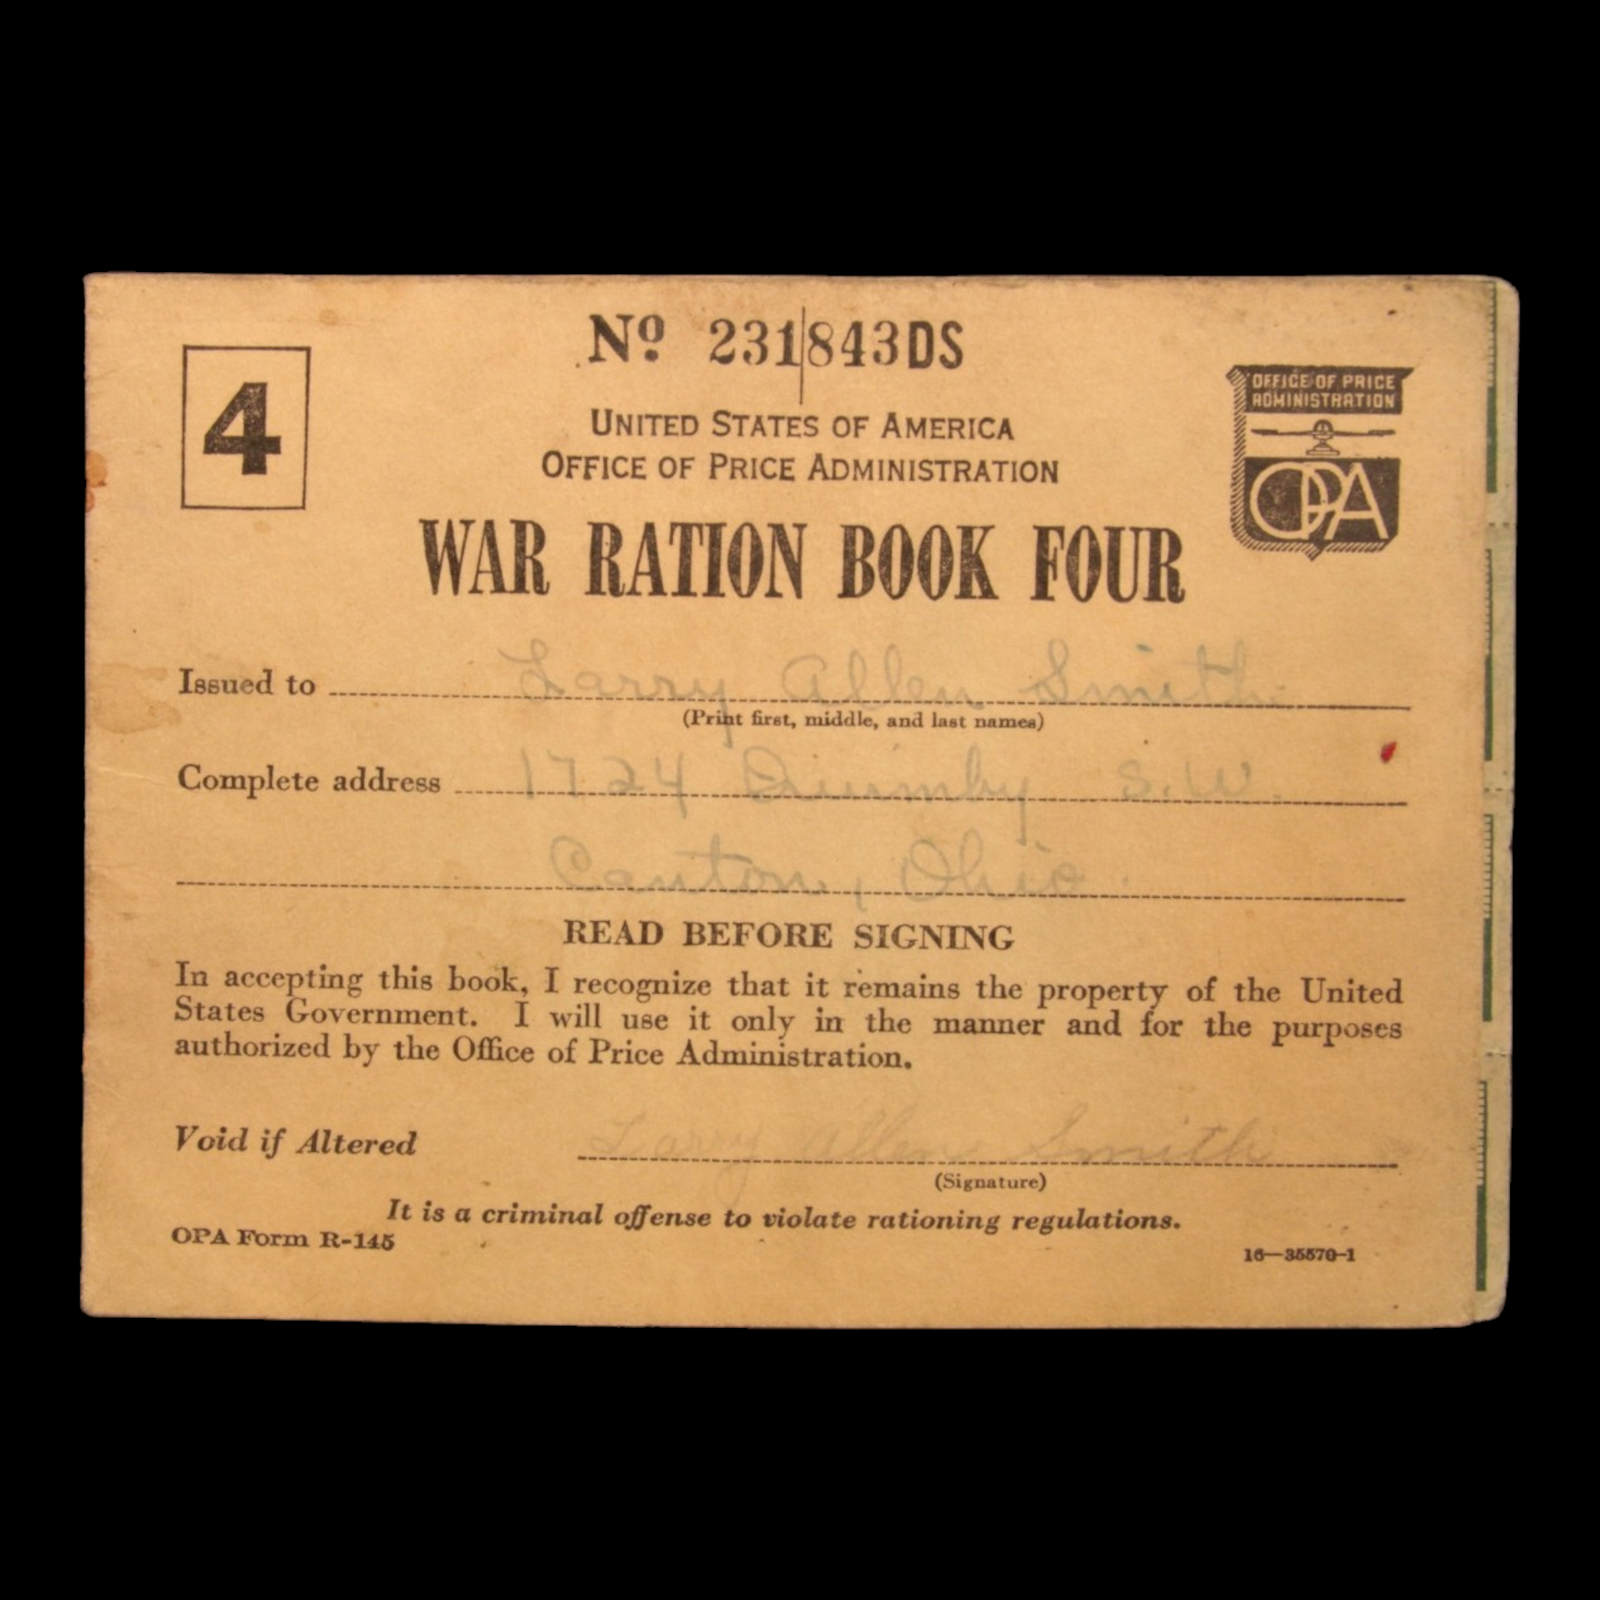 Nº 231843DS
4
OFFICE OF PRICE
ADMINISTRATION
OPA
UNITED STATES OF AMERICA
OFFICE OF PRICE ADMINISTRATION
WAR RATION BOOK FOUR
Issued to Larry Allen Smith
(Print first, middle, and last names)
Complete address 1724 Quimby S.W.
Canton, Ohio.
READ BEFORE SIGNING
In accepting this book, I recognize that it remains the property of the United
States Government. I will use it only in the manner and for the purposes
authorized by the Office of Price Administration.
Void if Altered Larry Allen Smith
(Signature)
It is a criminal offense to violate rationing regulations.
OPA Form R-145
16—35570-1